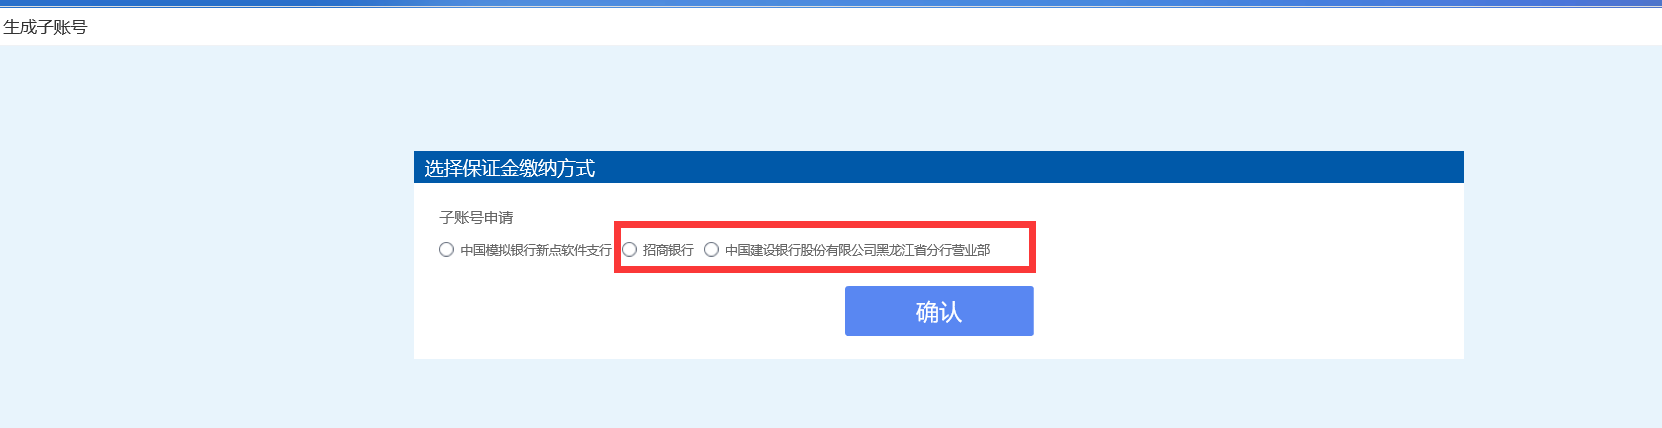 生成子账号
选择保证金缴纳方式
子账号申请
中国模拟银行新点软件支行 招商银行 中国建设银行股份有限公司黑龙江省分行营业部
确认